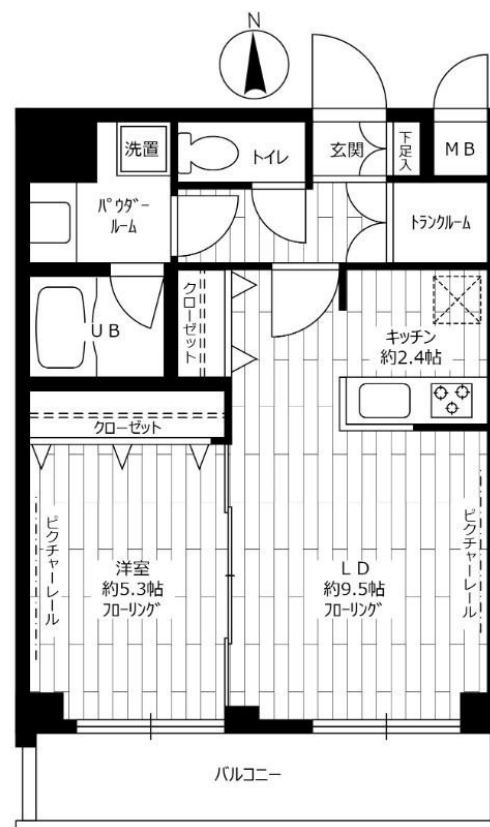 N
洗置
トイレ
玄関
下足入
MB
パウダー
ルーム
トランクルーム
UB
クローゼット
キッチン
約2.4帖
クローゼット
ピクチャーレール
洋室
約5.3帖
フローリング
LD
約9.5帖
フローリング
ピクチャーレール
バルコニー